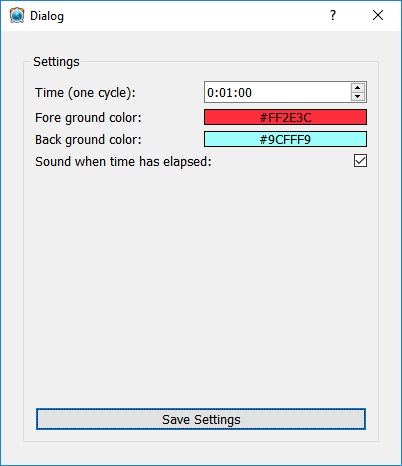 Dialog
?
Settings
Time (one cycle): 0:01:00
Fore ground color: #FF2E3C
Back ground color: #9CFFF9
Sound when time has elapsed:
Save Settings